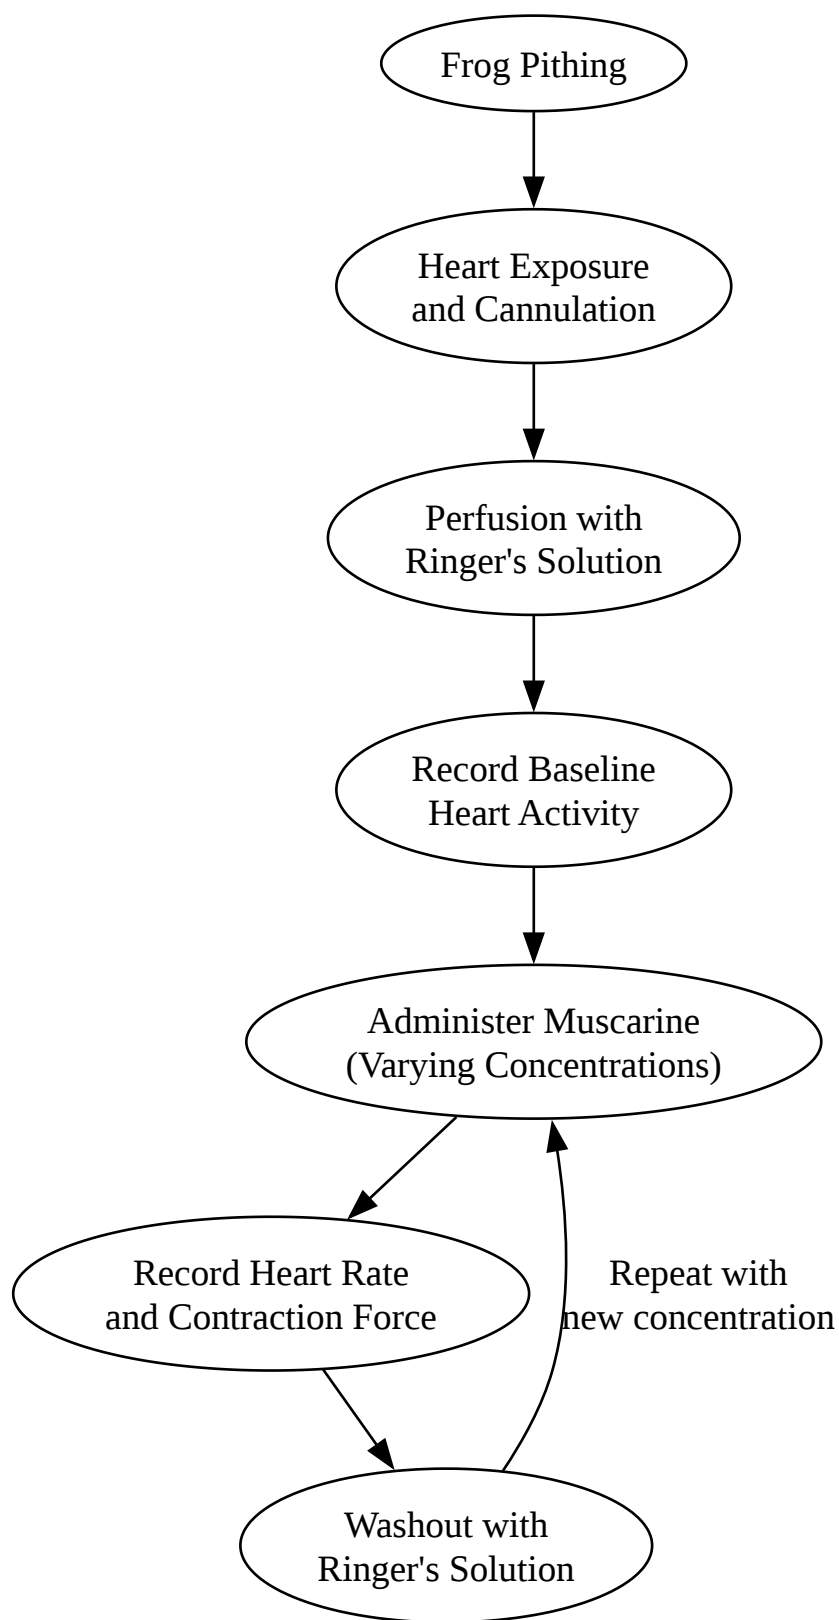 Frog Pithing
Heart Exposure
and Cannulation
Perfusion with
Ringer's Solution
Record Baseline
Heart Activity
Administer Muscarine
(Varying Concentrations)
Record Heart Rate
and Contraction Force
Repeat with
new concentration
Washout with
Ringer's Solution